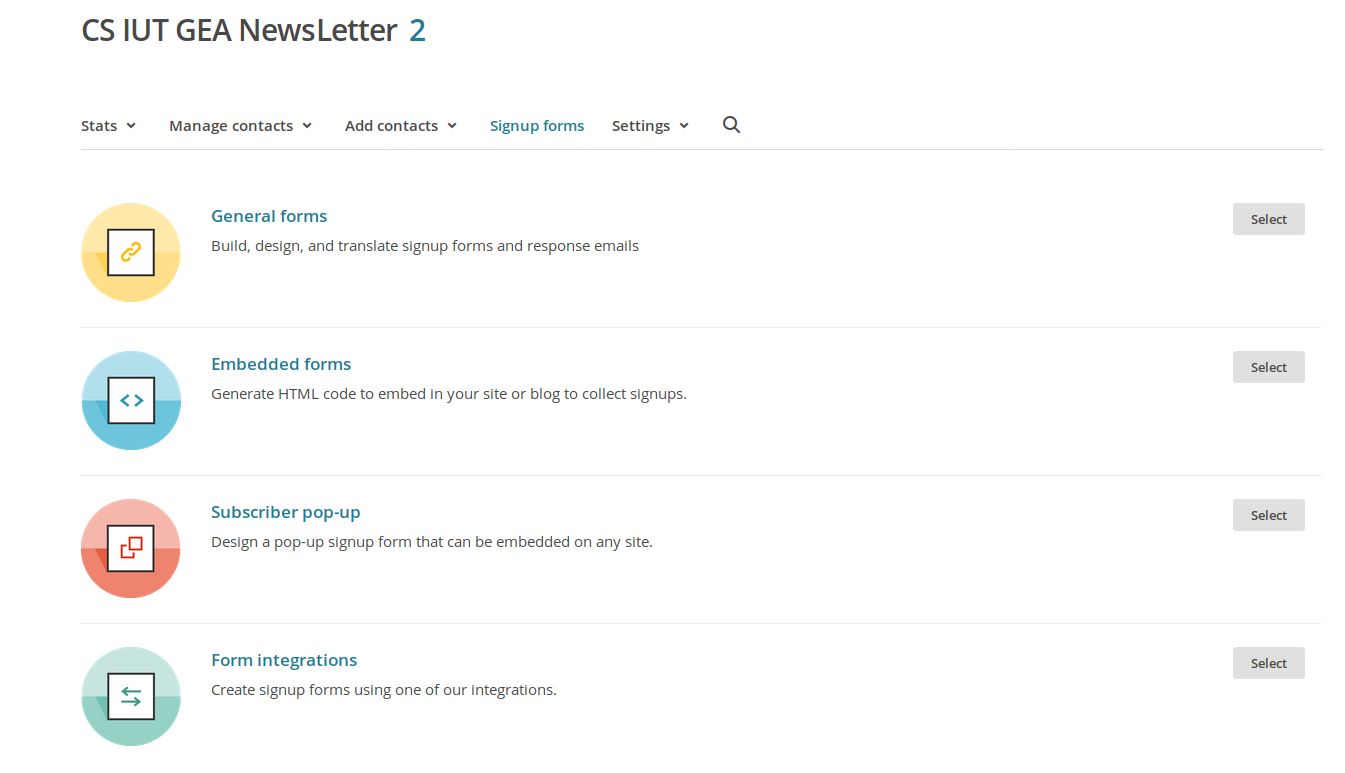 CS IUT GEA NewsLetter 2
Stats Manage contacts Add contacts Signup forms Settings
General forms
Select
Build, design, and translate signup forms and response emails
Embedded forms
Select
Generate HTML code to embed in your site or blog to collect signups.
Subscriber pop-up
Select
Design a pop-up signup form that can be embedded on any site.
Form integrations
Select
Create signup forms using one of our integrations.